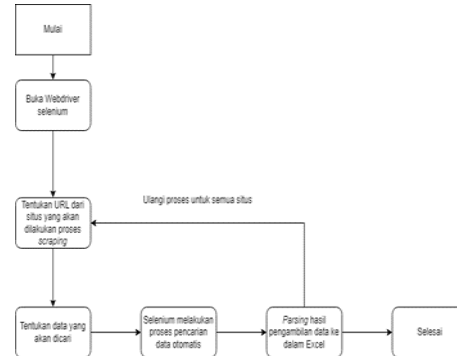 Mulai
Buka Webdriver
selenium
Ulangi proses untuk semua situs
Tentukan URL dari
situs yang akan
dilakukan proses
scraping
Tentukan data yang
akan dicari
Selenium melakukan
proses pencarian
data otomatis
Parsing hasil
pengambilan data ke
dalam Excel
Selesai